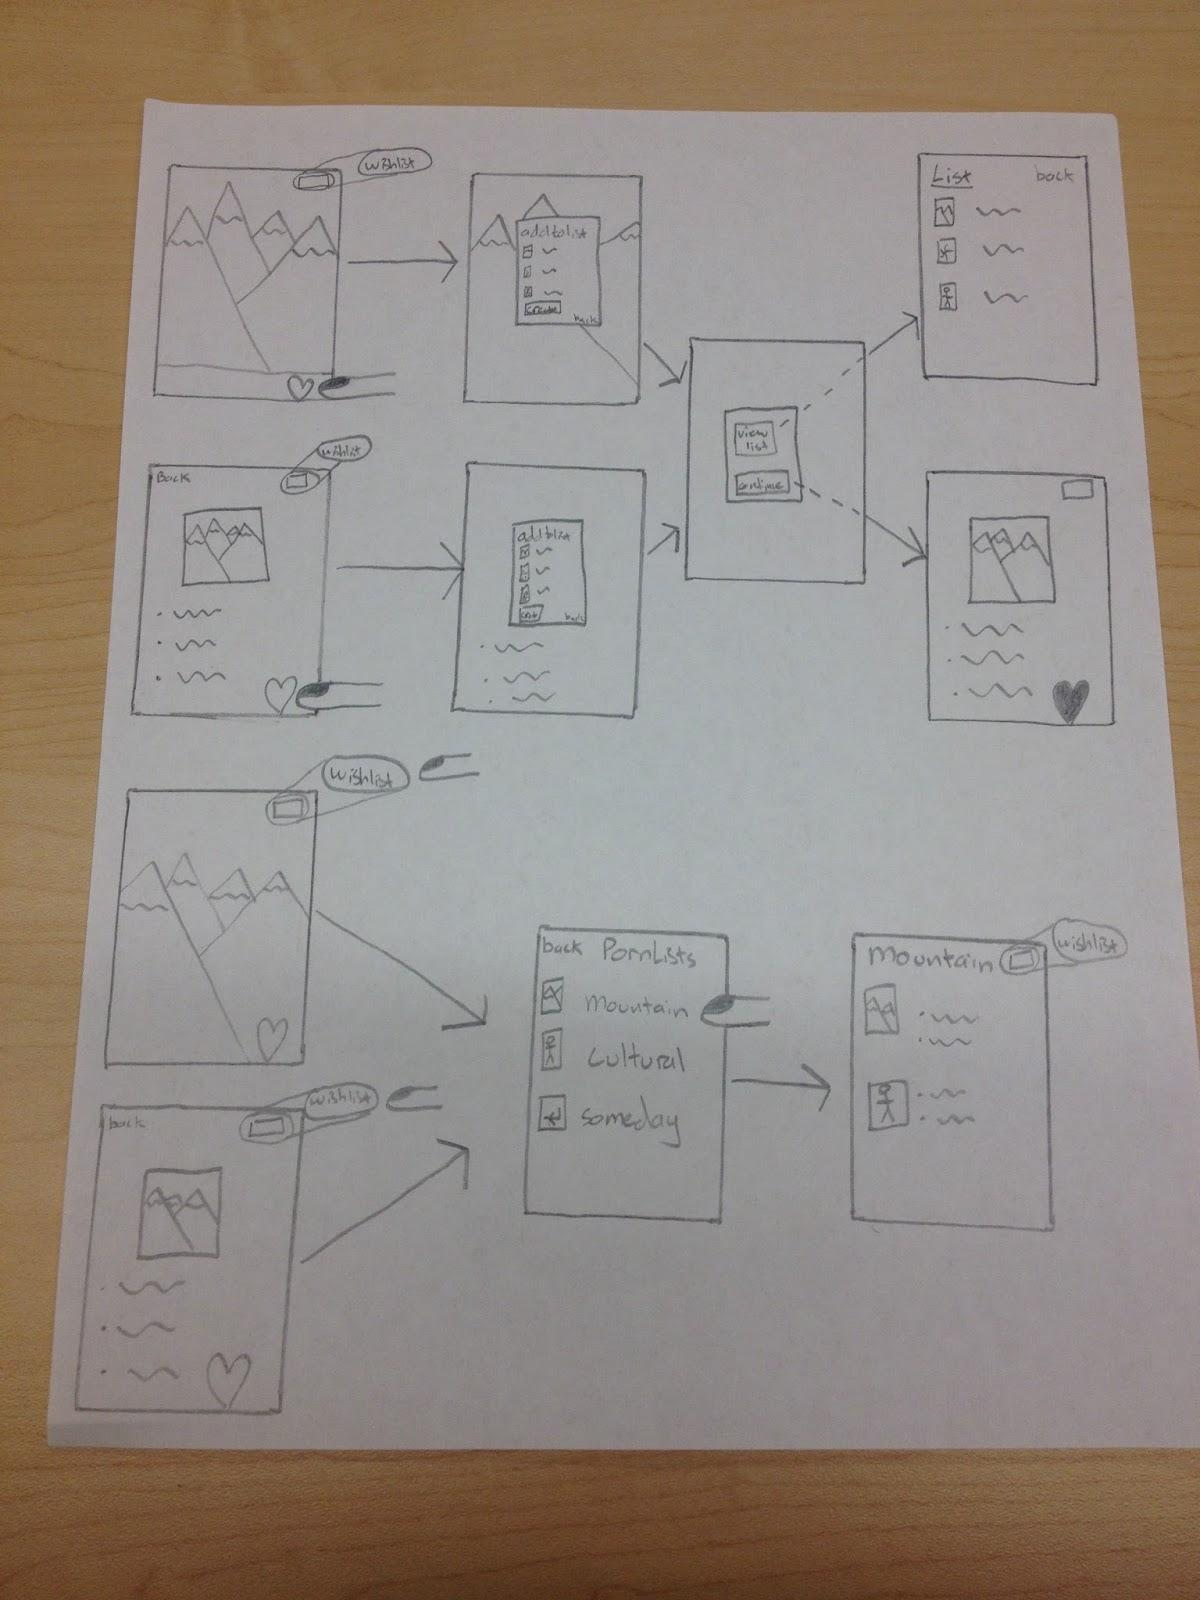 wishlist
add to list
create
back
List
back
view
list
continue
Back
wishlist
add to list
back
wishlist
back
wishlist
back PornLists
mountain
cultural
someday
mountain
wishlist